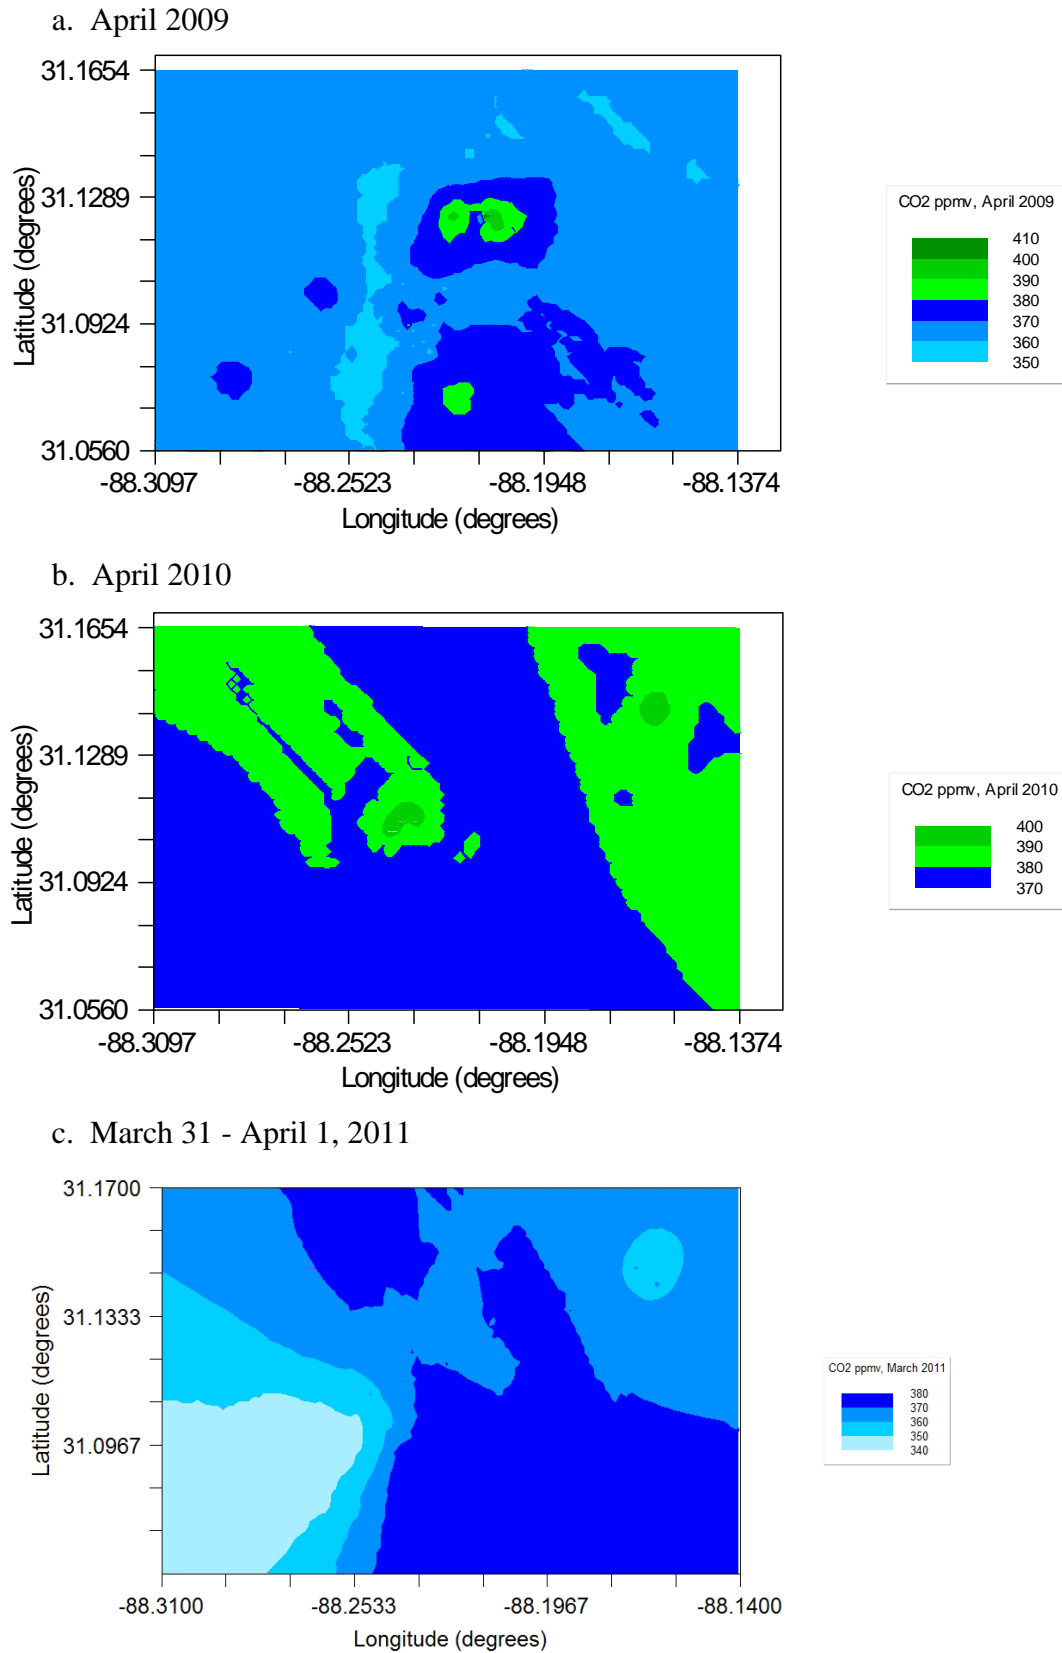 a. April 2009
31.1654
31.1289
31.0924
31.0560
Latitude (degrees)
-88.3097 -88.2523 -88.1948 -88.1374
Longitude (degrees)
CO2 ppmv, April 2009
410
400
390
380
370
360
350
b. April 2010
31.1654
31.1289
31.0924
31.0560
Latitude (degrees)
-88.3097 -88.2523 -88.1948 -88.1374
Longitude (degrees)
CO2 ppmv, April 2010
400
390
380
370
c. March 31 - April 1, 2011
31.1700
31.1333
31.0967
Latitude (degrees)
-88.3100 -88.2533 -88.1967 -88.1400
Longitude (degrees)
CO2 ppmv, March 2011
380
370
360
350
340